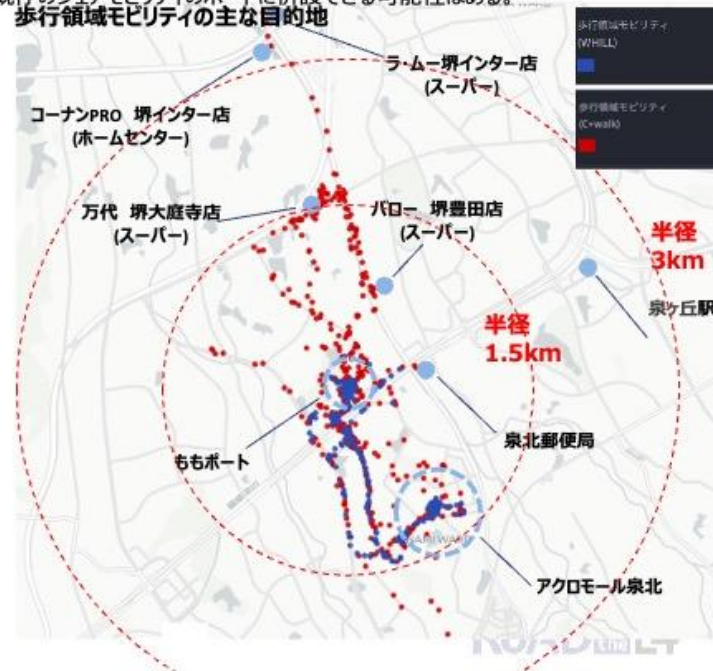 歩行領域モビリティの主な目的地
歩行領域モビリティ
(WHILL)
歩行領域モビリティ
(C+walk)
ラ・ムー堺インター店
(スーパー)
コーナンPRO 堺インター店
(ホームセンター)
万代 堺大庭寺店
(スーパー)
バロー 堺豊田店
(スーパー)
半径
3km
泉ヶ丘駅
半径
1.5km
泉北郵便局
ももポート
アクロモール泉北